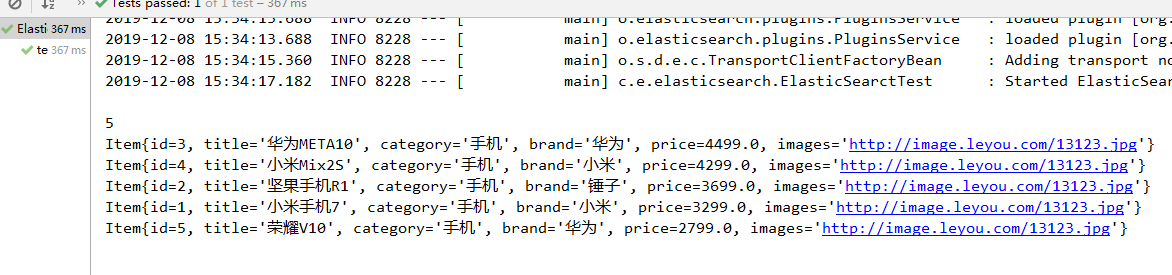 Tests passed: 1 of 1 test – 367 ms
Elasti 367 ms
te 367 ms
2019-12-08 15:34:13.688 INFO 8228 --- [ main] o.elasticsearch.plugins.PluginsService : loaded plugin [org.
2019-12-08 15:34:13.688 INFO 8228 --- [ main] o.elasticsearch.plugins.PluginsService : loaded plugin [org.
2019-12-08 15:34:15.360 INFO 8228 --- [ main] o.s.d.e.c.TransportClientFactoryBean : Adding transport no
2019-12-08 15:34:17.182 INFO 8228 --- [ main] c.e.elasticsearch.ElasticSearctTest : Started ElasticSear
5
Item{id=3, title='华为META10', category='手机', brand='华为', price=4499.0, images='http://image.leyou.com/13123.jpg'}
Item{id=4, title='小米Mix2S', category='手机', brand='小米', price=4299.0, images='http://image.leyou.com/13123.jpg'}
Item{id=2, title='坚果手机R1', category='手机', brand='锤子', price=3699.0, images='http://image.leyou.com/13123.jpg'}
Item{id=1, title='小米手机7', category='手机', brand='小米', price=3299.0, images='http://image.leyou.com/13123.jpg'}
Item{id=5, title='荣耀V10', category='手机', brand='华为', price=2799.0, images='http://image.leyou.com/13123.jpg'}